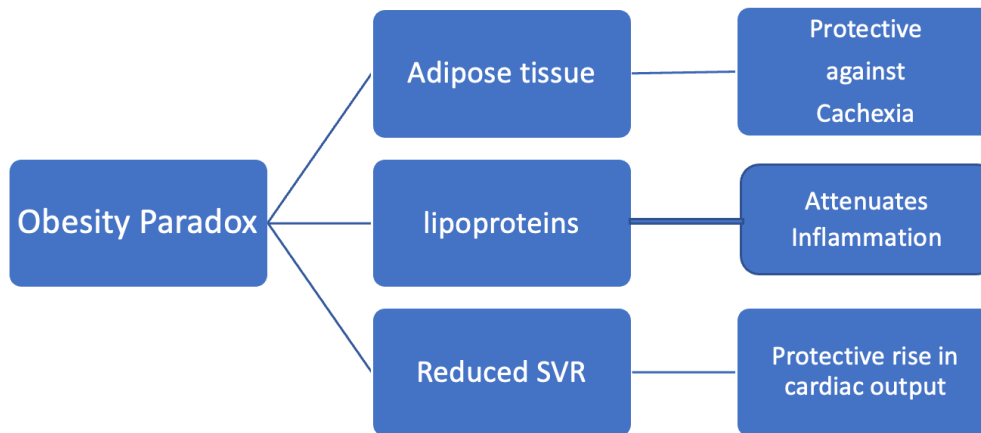 Obesity Paradox
Adipose tissue
Protective
against
Cachexia
lipoproteins
Attenuates
Inflammation
Reduced SVR
Protective rise in
cardiac output